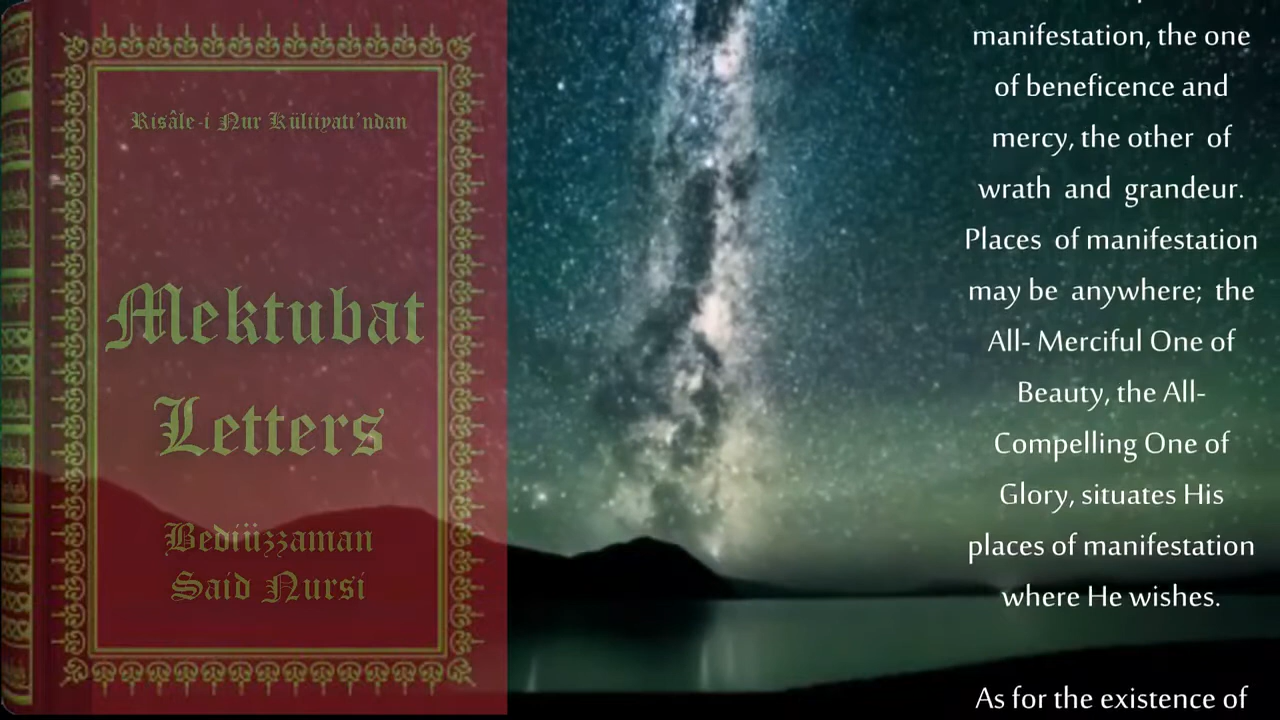 Risâle-i Nur Külliyatı'ndan
Mektubat
Letters
Bediüzzaman
Said Nursi
manifestation, the one
of beneficence and
mercy, the other of
wrath and grandeur.
Places of manifestation
may be anywhere; the
All- Merciful One of
Beauty, the All-
Compelling One of
Glory, situates His
places of manifestation
where He wishes.
As for the existence of